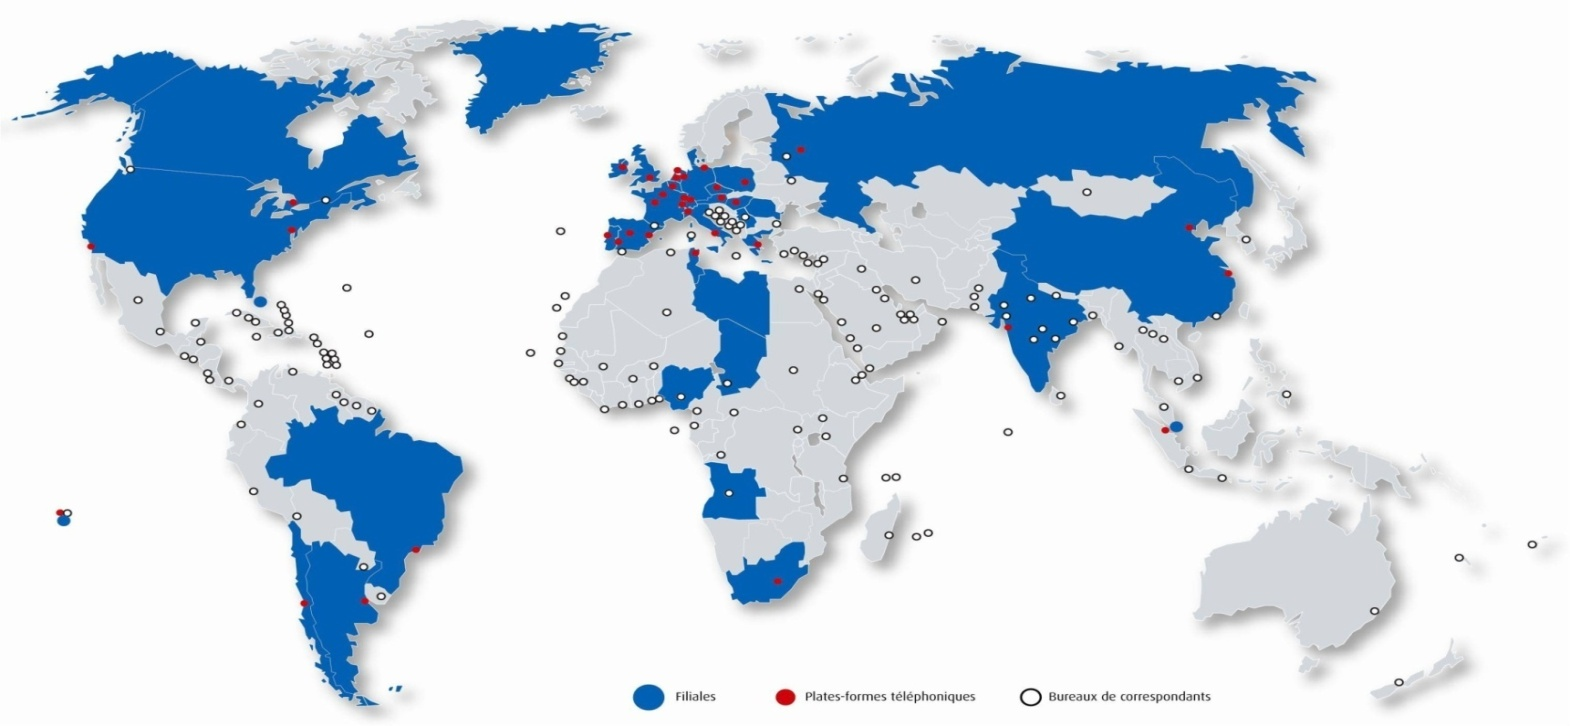 Filiales
Plates-formes téléphoniques
Bureaux de correspondants